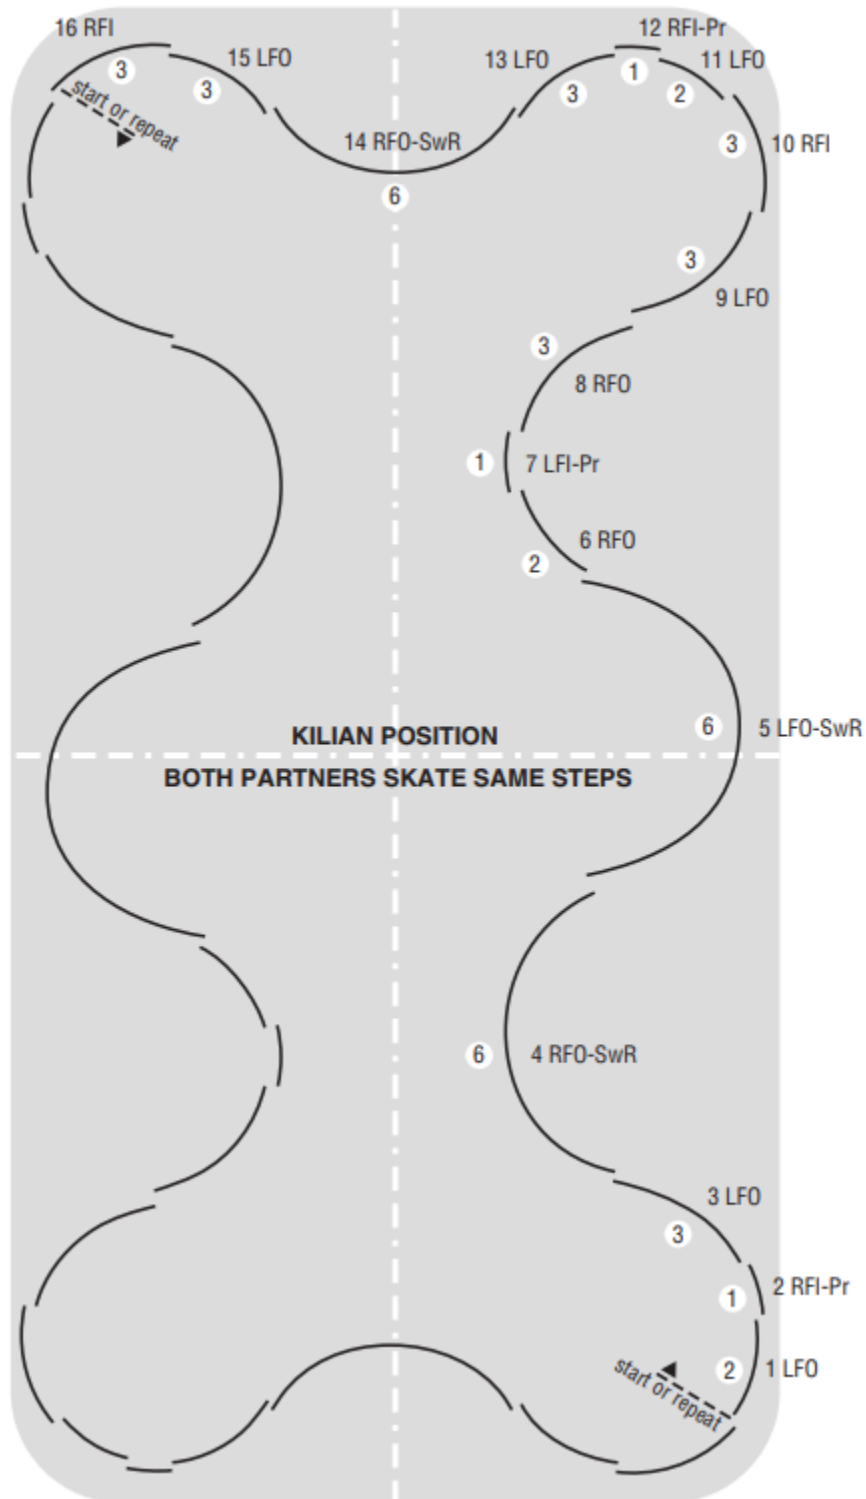 16 RFI
3
start or repeat
15 LFO
3
14 RFO-SwR
6
13 LFO
3
12 RFI-Pr
1
11 LFO
2
10 RFI
3
9 LFO
3
8 RFO
3
7 LFI-Pr
1
6 RFO
2
5 LFO-SwR
6
KILIAN POSITION
BOTH PARTNERS SKATE SAME STEPS
4 RFO-SwR
6
3 LFO
3
2 RFI-Pr
1
1 LFO
2
start or repeat